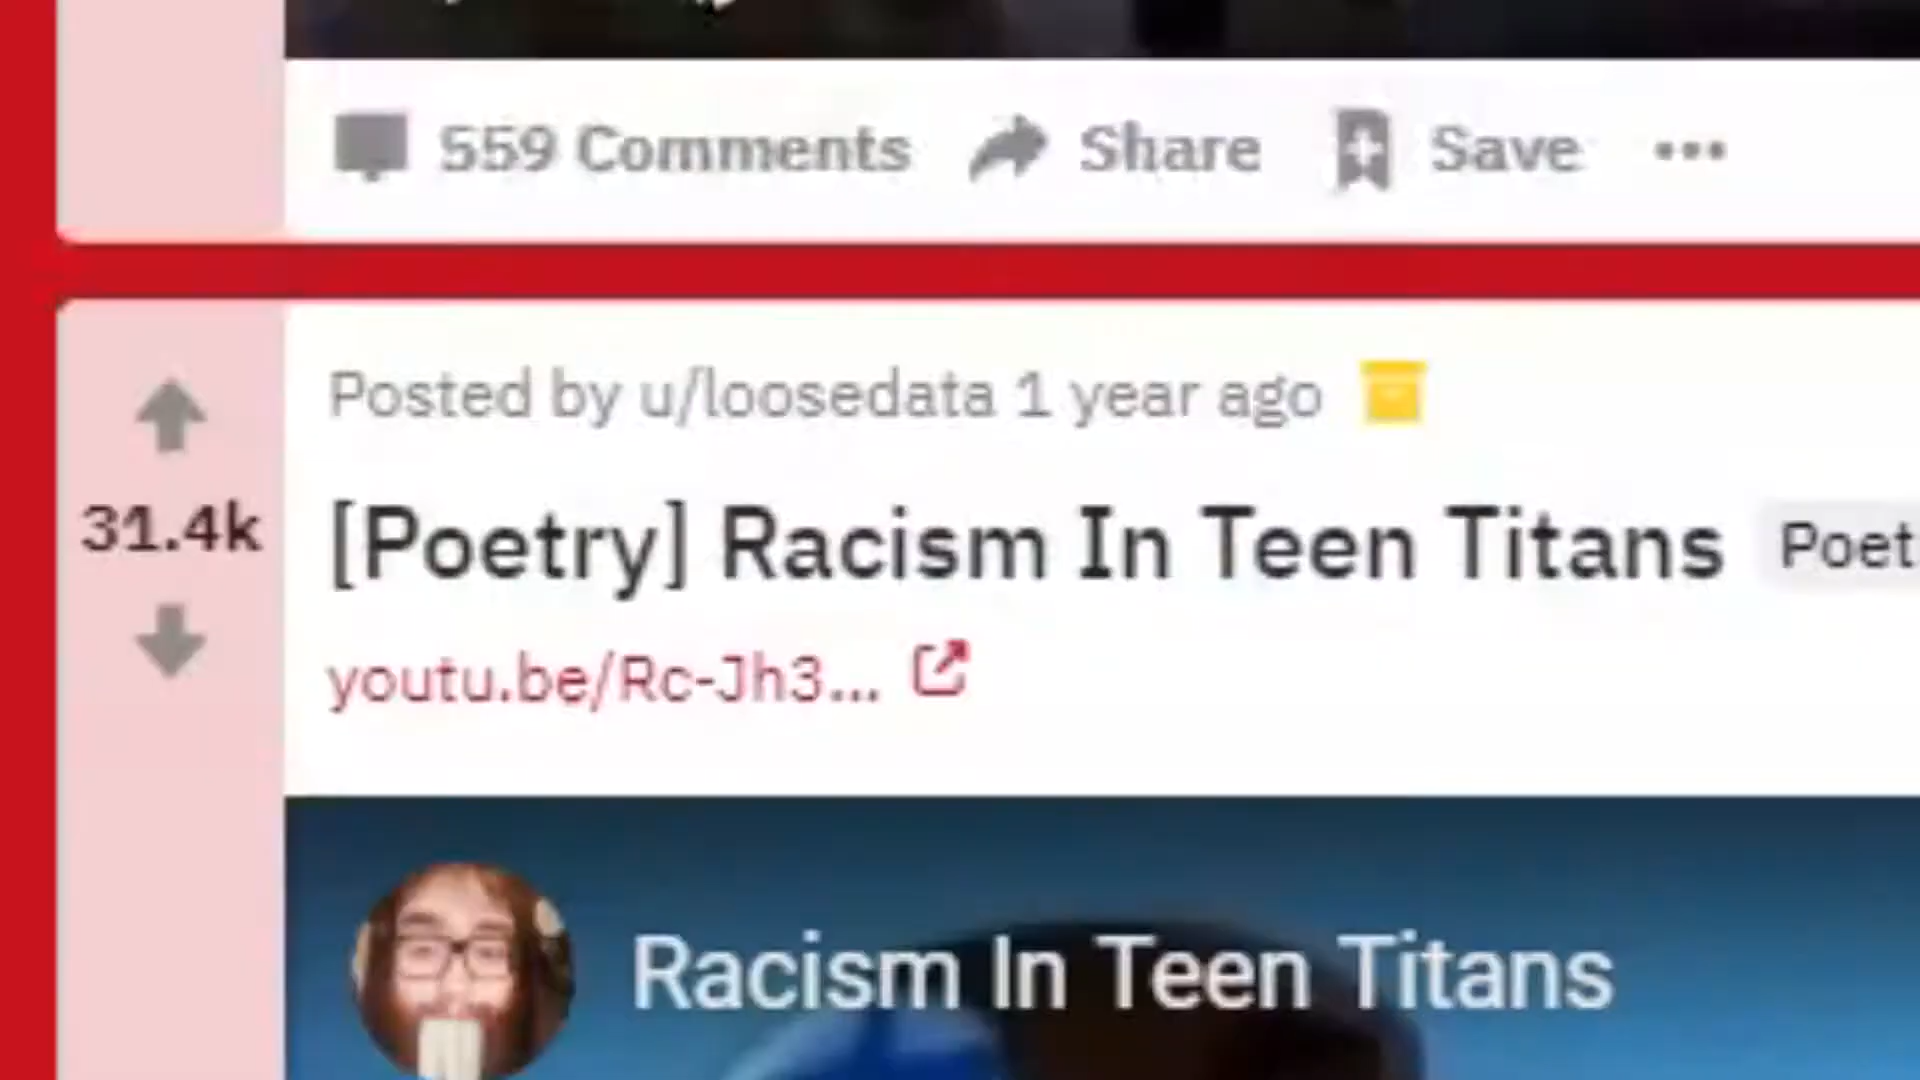 559 Comments Share Save
Posted by u/loosedata 1 year ago
31.4k
[Poetry] Racism In Teen Titans Poet
youtu.be/Rc-Jh3...
Racism In Teen Titans